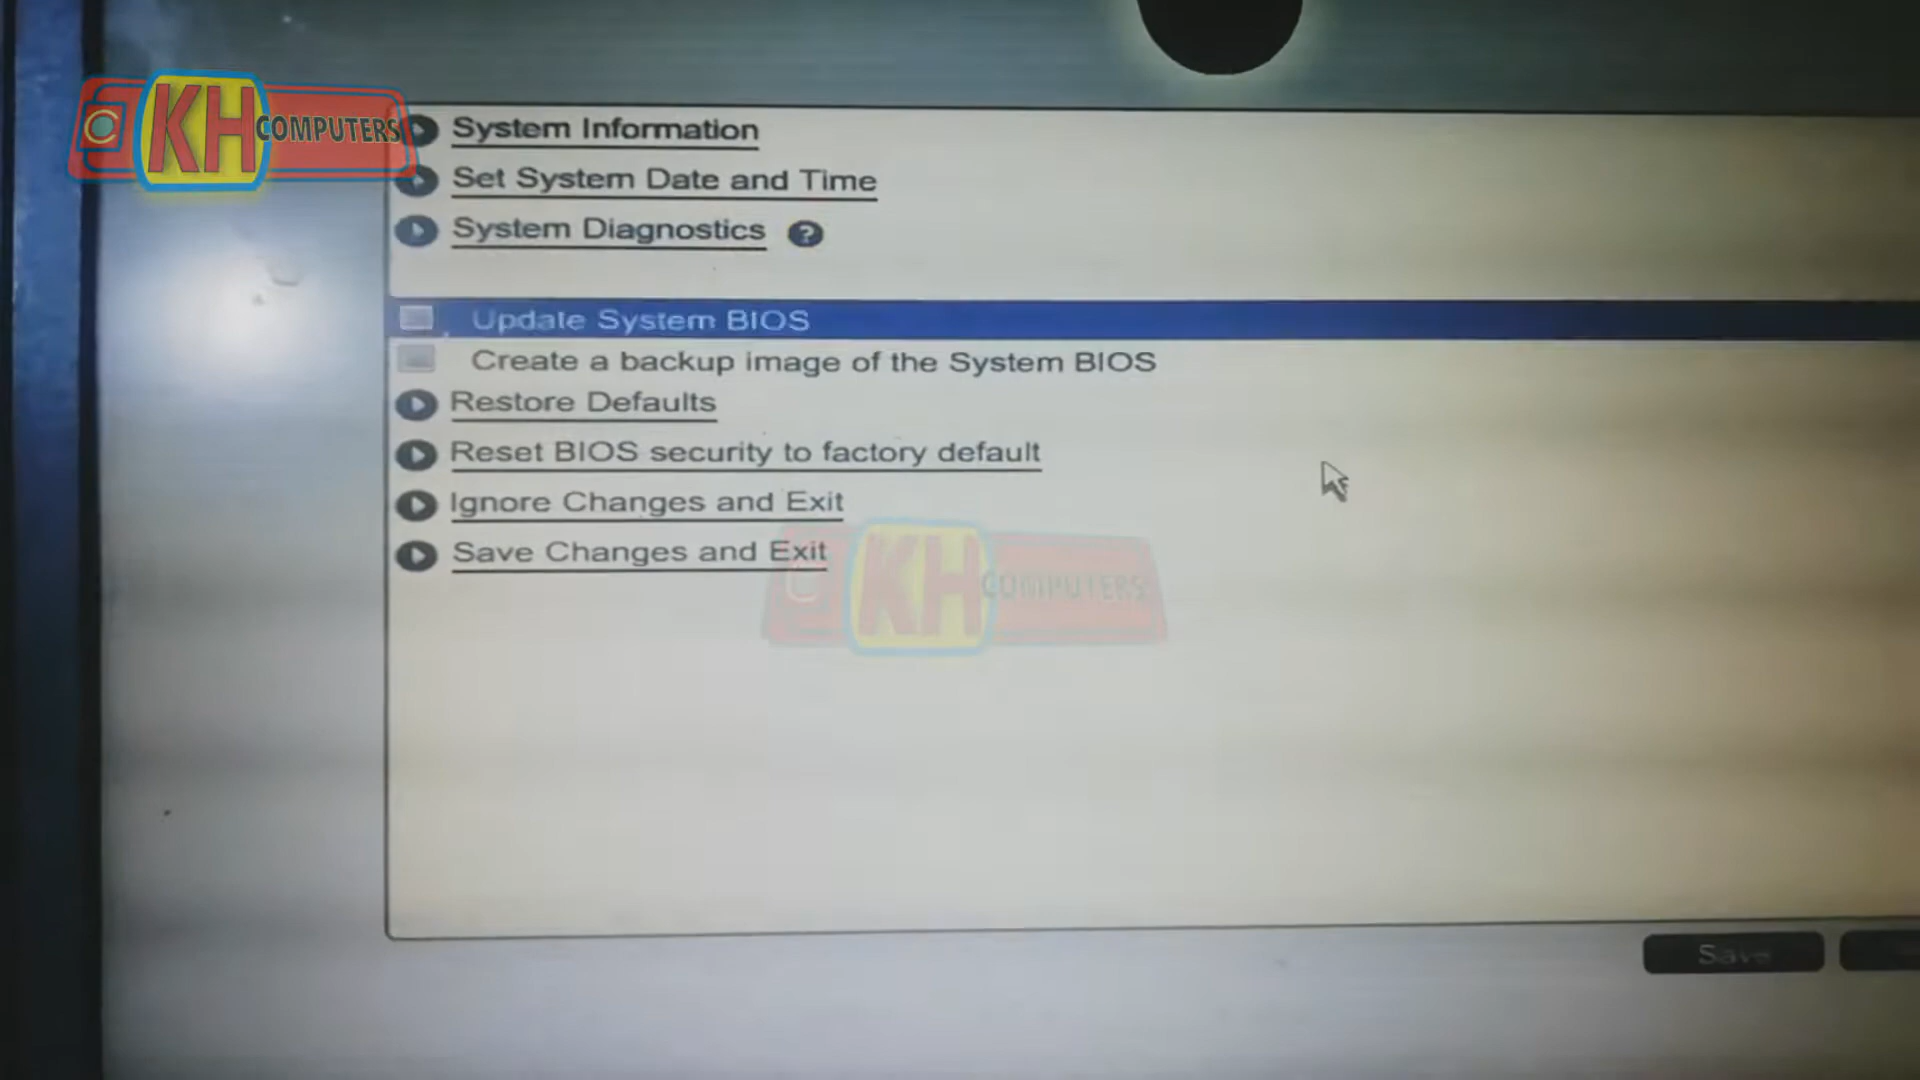 KH COMPUTERS
System Information
Set System Date and Time
System Diagnostics ?
Update System BIOS
Create a backup image of the System BIOS
Restore Defaults
Reset BIOS security to factory default
Ignore Changes and Exit
Save Changes and Exit
KH COMPUTERS
Save